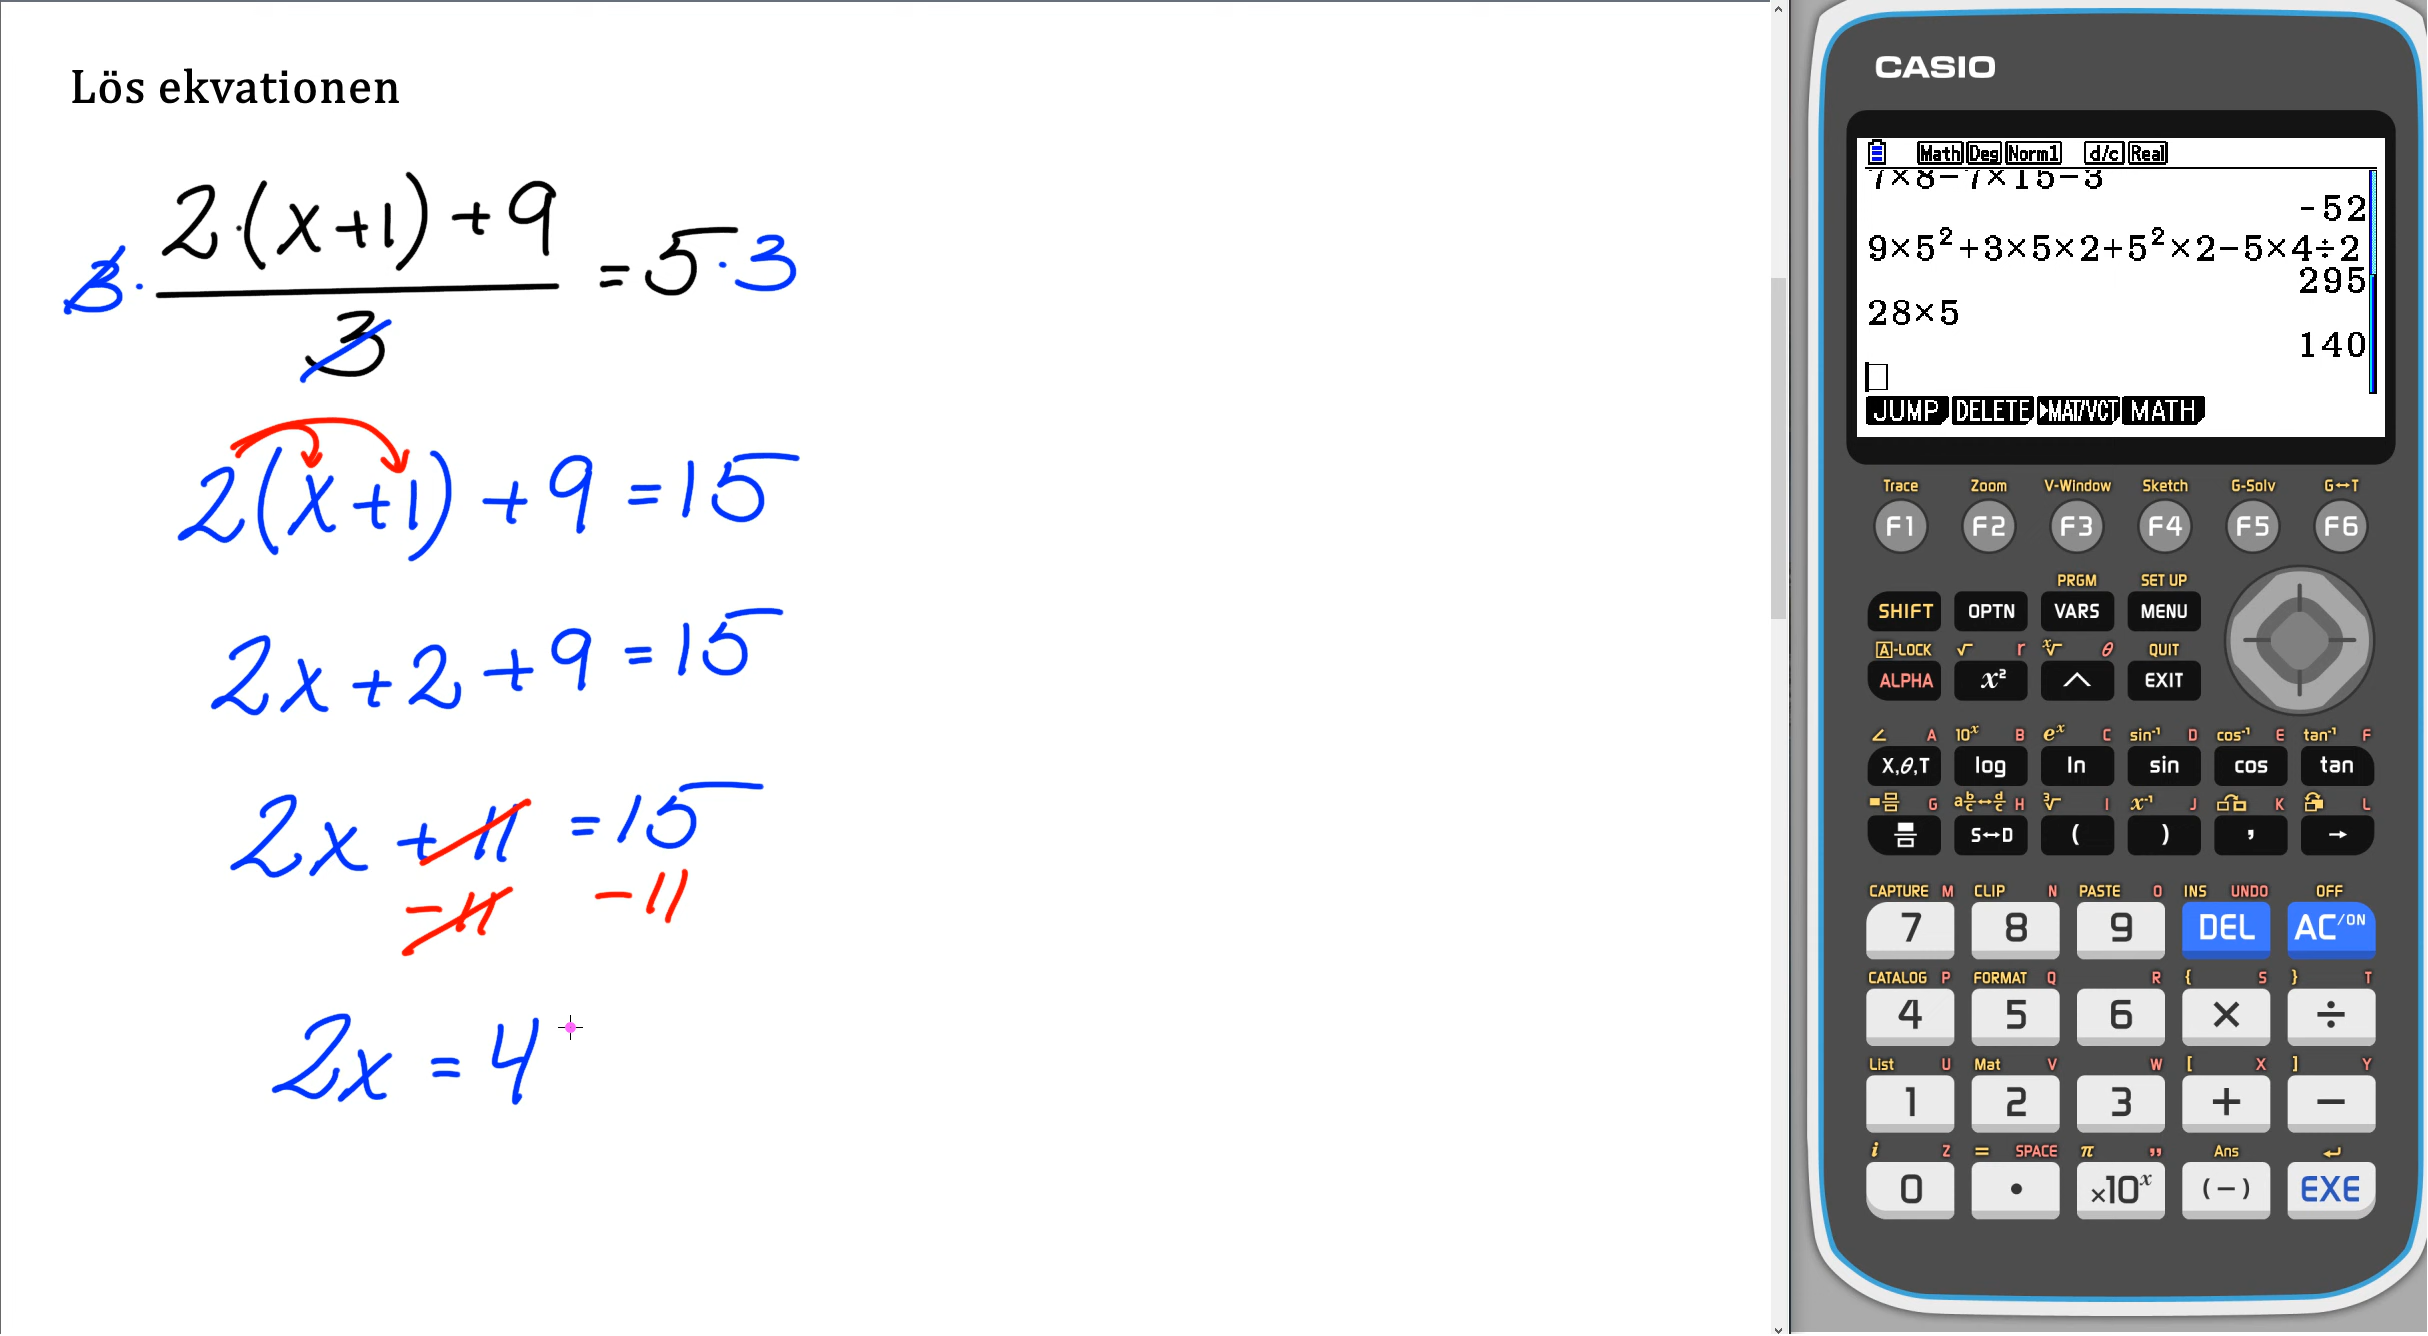 Lös ekvationen
3· (2·(x+1)+9)/3 = 5·3
2(x+1)+9=15
2x+2+9=15
2x+11=15
-11 -11
2x=4
CASIO
Math Deg Norm1 d/c Real
7×8-7×15-3
-52
9×5²+3×5×2+5²×2-5×4÷2
295
28×5
140
JUMP DELETE ▶MAT/VCT MATH
Trace Zoom V-Window Sketch G-Solv G↔T
F1 F2 F3 F4 F5 F6
PRGM SET UP
SHIFT OPTN VARS MENU
A-LOCK √ r ˣ√ θ QUIT
ALPHA x² ^ EXIT
∠ A 10ˣ B eˣ C sin⁻¹ D cos⁻¹ E tan⁻¹ F
X,θ,T log ln sin cos tan
G a b/c↔d/c H ³√ I x⁻¹ J K L
S↔D ( ) , →
CAPTURE M CLIP N PASTE O INS UNDO OFF
7 8 9 DEL AC/ON
CATALOG P FORMAT Q R { S } T
4 5 6 × ÷
List U Mat V W [ X ] Y
1 2 3 + −
i Z = SPACE π " Ans ↵
0 . ×10ˣ (−) EXE